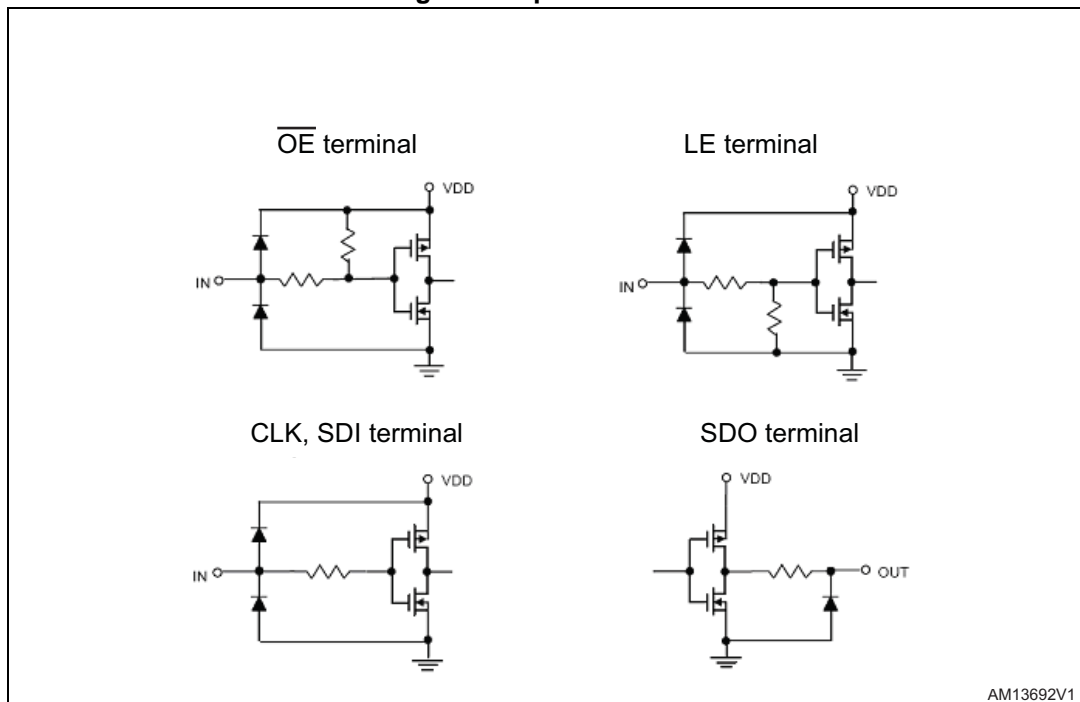 OE terminal
LE terminal
VDD
IN
VDD
IN
CLK, SDI terminal
SDO terminal
VDD
IN
VDD
OUT
AM13692V1